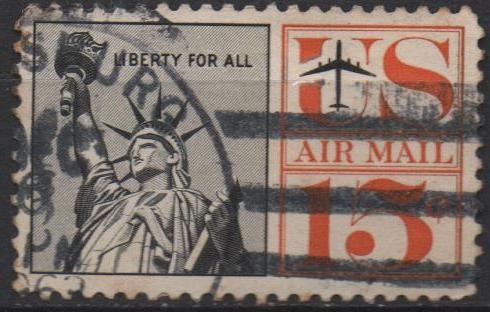 LIBERTY FOR ALL
US
AIR MAIL
15¢